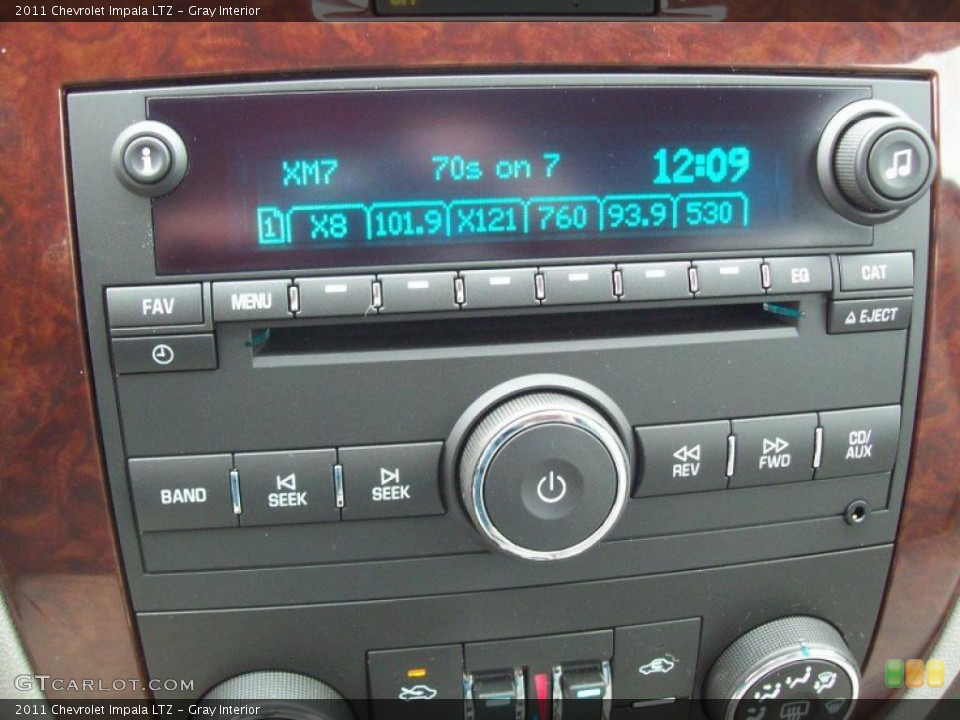 2011 Chevrolet Impala LTZ - Gray Interior
OFF
XM7 70s on 7 12:09
1 X8 101.9 X121 760 93.9 530
FAV MENU EQ CAT
EJECT
BAND SEEK SEEK REV FWD CD/AUX
GTCARLOT.COM
2011 Chevrolet Impala LTZ - Gray Interior